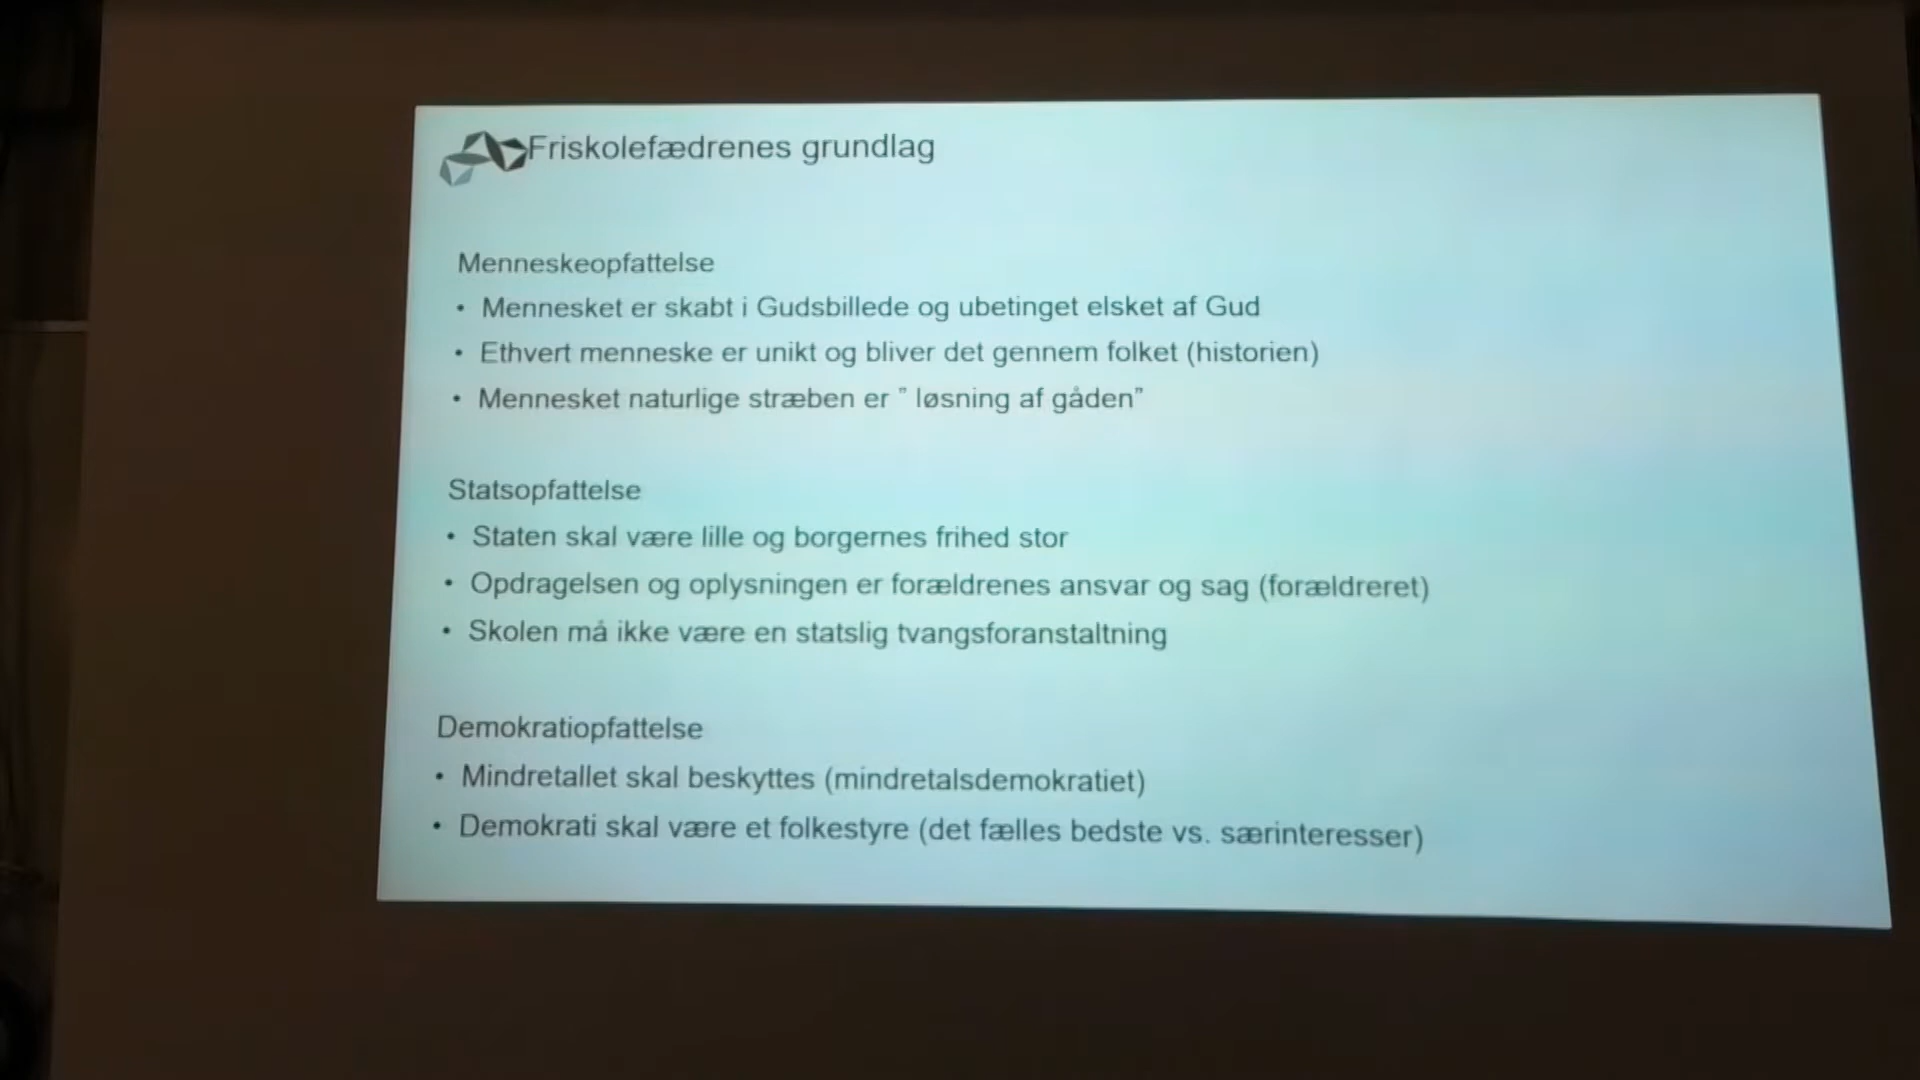 Friskolefædrenes grundlag
Menneskeopfattelse
• Mennesket er skabt i Gudsbillede og ubetinget elsket af Gud
• Ethvert menneske er unikt og bliver det gennem folket (historien)
• Mennesket naturlige stræben er ” løsning af gåden”
Statsopfattelse
• Staten skal være lille og borgernes frihed stor
• Opdragelsen og oplysningen er forældrenes ansvar og sag (forældreret)
• Skolen må ikke være en statslig tvangsforanstaltning
Demokratiopfattelse
• Mindretallet skal beskyttes (mindretalsdemokratiet)
• Demokrati skal være et folkestyre (det fælles bedste vs. særinteresser)